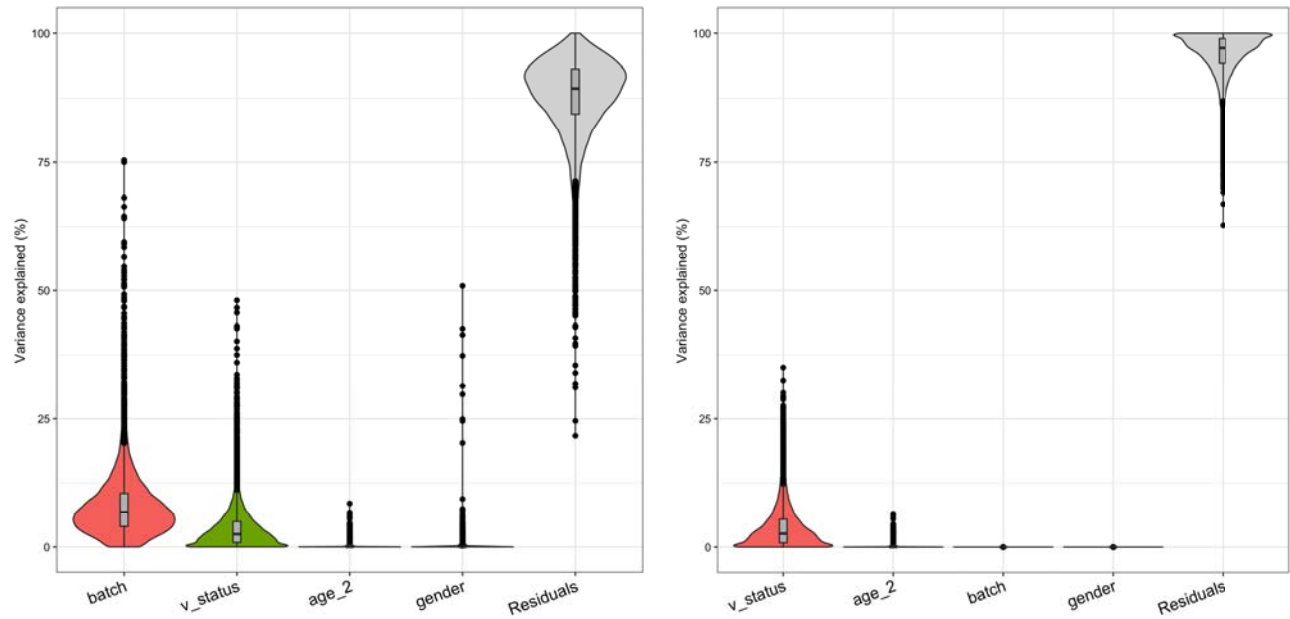 Variance explained (%)
100
75
50
25
0
batch
v_status
age_2
gender
Residuals
Variance explained (%)
100
75
50
25
0
v_status
age_2
batch
gender
Residuals